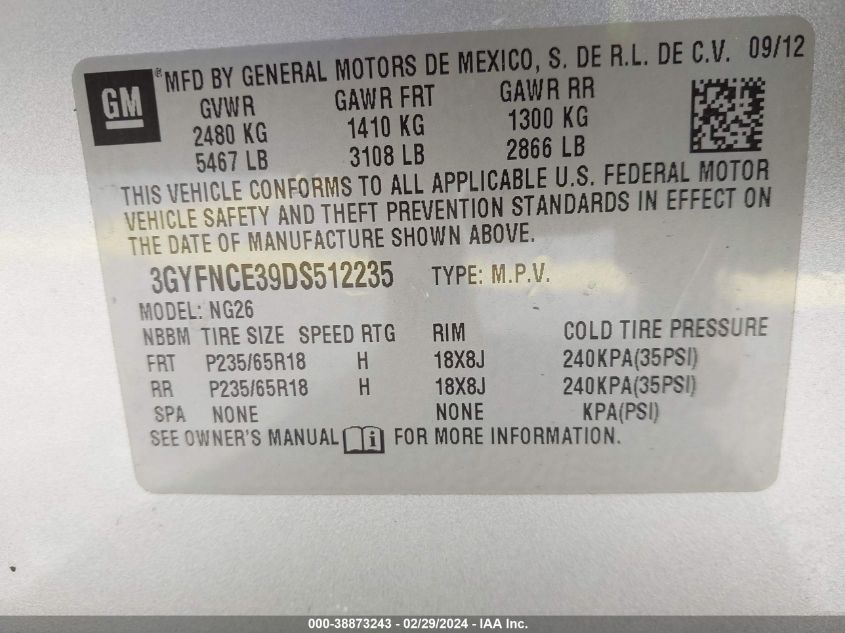 GM
® MFD BY GENERAL MOTORS DE MEXICO, S. DE R.L. DE C.V. 09/12
GVWR GAWR FRT GAWR RR
2480 KG 1410 KG 1300 KG
5467 LB 3108 LB 2866 LB
THIS VEHICLE CONFORMS TO ALL APPLICABLE U.S. FEDERAL MOTOR
VEHICLE SAFETY AND THEFT PREVENTION STANDARDS IN EFFECT ON
THE DATE OF MANUFACTURE SHOWN ABOVE.
3GYFNCE39DS512235 TYPE: M.P.V.
MODEL: NG26
NBBM TIRE SIZE SPEED RTG RIM COLD TIRE PRESSURE
FRT P235/65R18 H 18X8J 240KPA(35PSI)
RR P235/65R18 H 18X8J 240KPA(35PSI)
SPA NONE NONE KPA(PSI)
SEE OWNER'S MANUAL i FOR MORE INFORMATION.
000-38873243 - 02/29/2024 - IAA Inc.